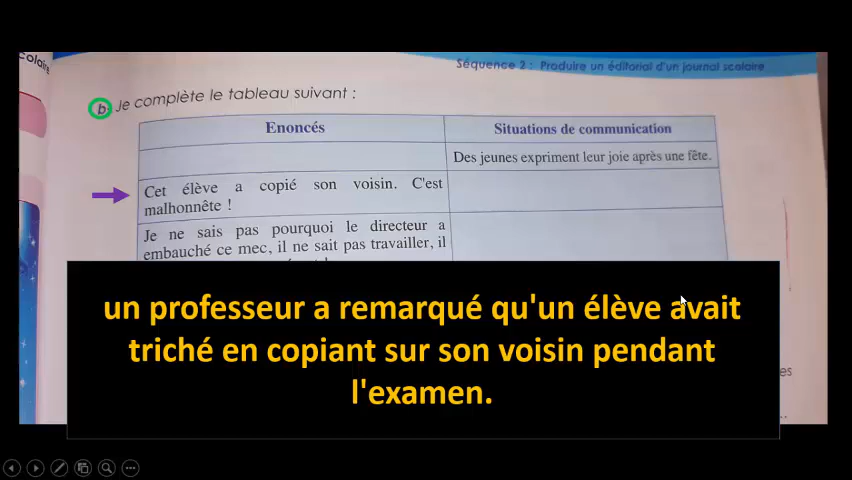 colaire
Séquence 2 : Produire un éditorial d'un journal scolaire
b- Je complète le tableau suivant :
Enoncés
Situations de communication
Des jeunes expriment leur joie après une fête.
Cet élève a copié son voisin. C'est
malhonnête !
Je ne sais pas pourquoi le directeur a
embauché ce mec, il ne sait pas travailler, il
un professeur a remarqué qu'un élève avait
triché en copiant sur son voisin pendant
l'examen.
es